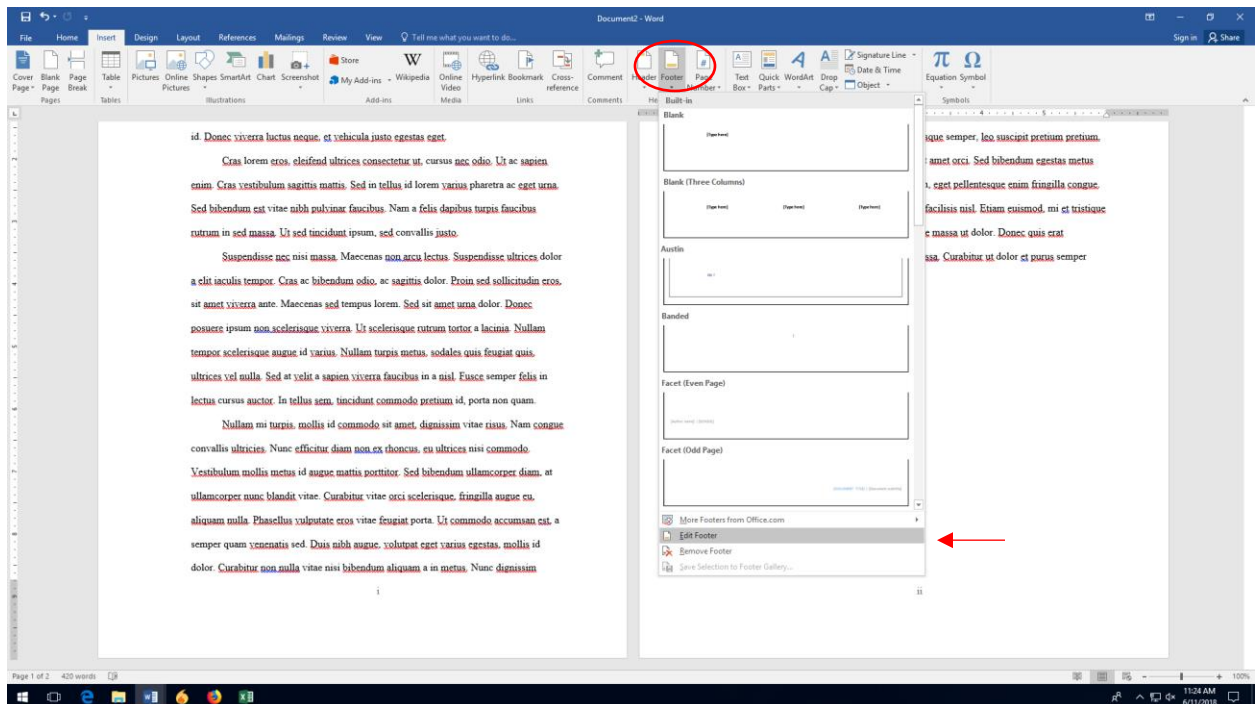 Document2 - Word
File Home Insert Design Layout References Mailings Review View Tell me what you want to do... Sign in Share
Cover Page Blank Page Page Break Table Pictures Online Pictures Shapes SmartArt Chart Screenshot Store My Add-ins Wikipedia Online Video Hyperlink Bookmark Cross-reference Comment Header Footer Page Number Text Box Quick Parts WordArt Drop Cap Signature Line Date & Time Object Equation Symbol
Pages Tables Illustrations Add-ins Media Links Comments He Symbols
id. Donec viverra luctus neque, et vehicula justo egestas eget.
Cras lorem eros, eleifend ultrices consectetur ut, cursus nec odio. Ut ac sapien
enim. Cras vestibulum sagittis mattis. Sed in tellus id lorem varius pharetra ac eget urna.
Sed bibendum est vitae nibh pulvinar faucibus. Nam a felis dapibus turpis faucibus
rutrum in sed massa. Ut sed tincidunt ipsum, sed convallis justo.
Suspendisse nec nisi massa. Maecenas non arcu lectus. Suspendisse ultrices dolor
a elit iaculis tempor. Cras ac bibendum odio, ac sagittis dolor. Proin sed sollicitudin eros,
sit amet viverra ante. Maecenas sed tempus lorem. Sed sit amet urna dolor. Donec
posuere ipsum non scelerisque viverra. Ut scelerisque rutrum tortor a lacinia. Nullam
tempor scelerisque augue id varius. Nullam turpis metus, sodales quis feugiat quis,
ultrices vel nulla. Sed at velit a sapien viverra faucibus in a nisl. Fusce semper felis in
lectus cursus auctor. In tellus sem, tincidunt commodo pretium id, porta non quam.
Nullam mi turpis, mollis id commodo sit amet, dignissim vitae risus. Nam congue
convallis ultricies. Nunc efficitur diam non ex rhoncus, eu ultrices nisi commodo.
Vestibulum mollis metus id augue mattis porttitor. Sed bibendum ullamcorper diam, at
ullamcorper nunc blandit vitae. Curabitur vitae orci scelerisque, fringilla augue eu,
aliquam nulla. Phasellus vulputate eros vitae feugiat porta. Ut commodo accumsan est, a
semper quam venenatis sed. Duis nibh augue, volutpat eget varius egestas, mollis id
dolor. Curabitur non nulla vitae nisi bibendum aliquam a in metus. Nunc dignissim
i
Built-in
Blank
[Type here]
Blank (Three Columns)
[Type here] [Type here] [Type here]
Austin
Banded
Facet (Even Page)
Facet (Odd Page)
More Footers from Office.com
Edit Footer
Remove Footer
Save Selection to Footer Gallery...
sque semper, leo suscipit pretium pretium.
amet orci. Sed bibendum egestas metus
, eget pellentesque enim fringilla congue.
facilisis nisl. Etiam euismod, mi et tristique
e massa ut dolor. Donec quis erat
ssa. Curabitur ut dolor et purus semper
ii
Page 1 of 2 420 words 100%
11:24 AM
6/11/2018